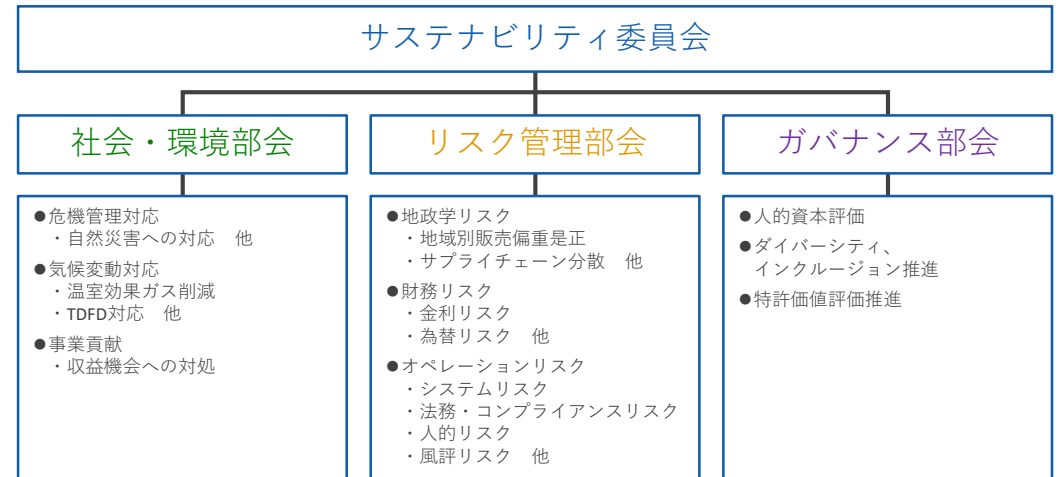 サステナビリティ委員会
社会・環境部会
●危機管理対応
・自然災害への対応　他
●気候変動対応
・温室効果ガス削減
・TDFD対応　他
●事業貢献
・収益機会への対処
リスク管理部会
●地政学リスク
・地域別販売偏重是正
・サプライチェーン分散　他
●財務リスク
・金利リスク
・為替リスク　他
●オペレーションリスク
・システムリスク
・法務・コンプライアンスリスク
・人的リスク
・風評リスク　他
ガバナンス部会
●人的資本評価
●ダイバーシティ、
インクルージョン推進
●特許価値評価推進